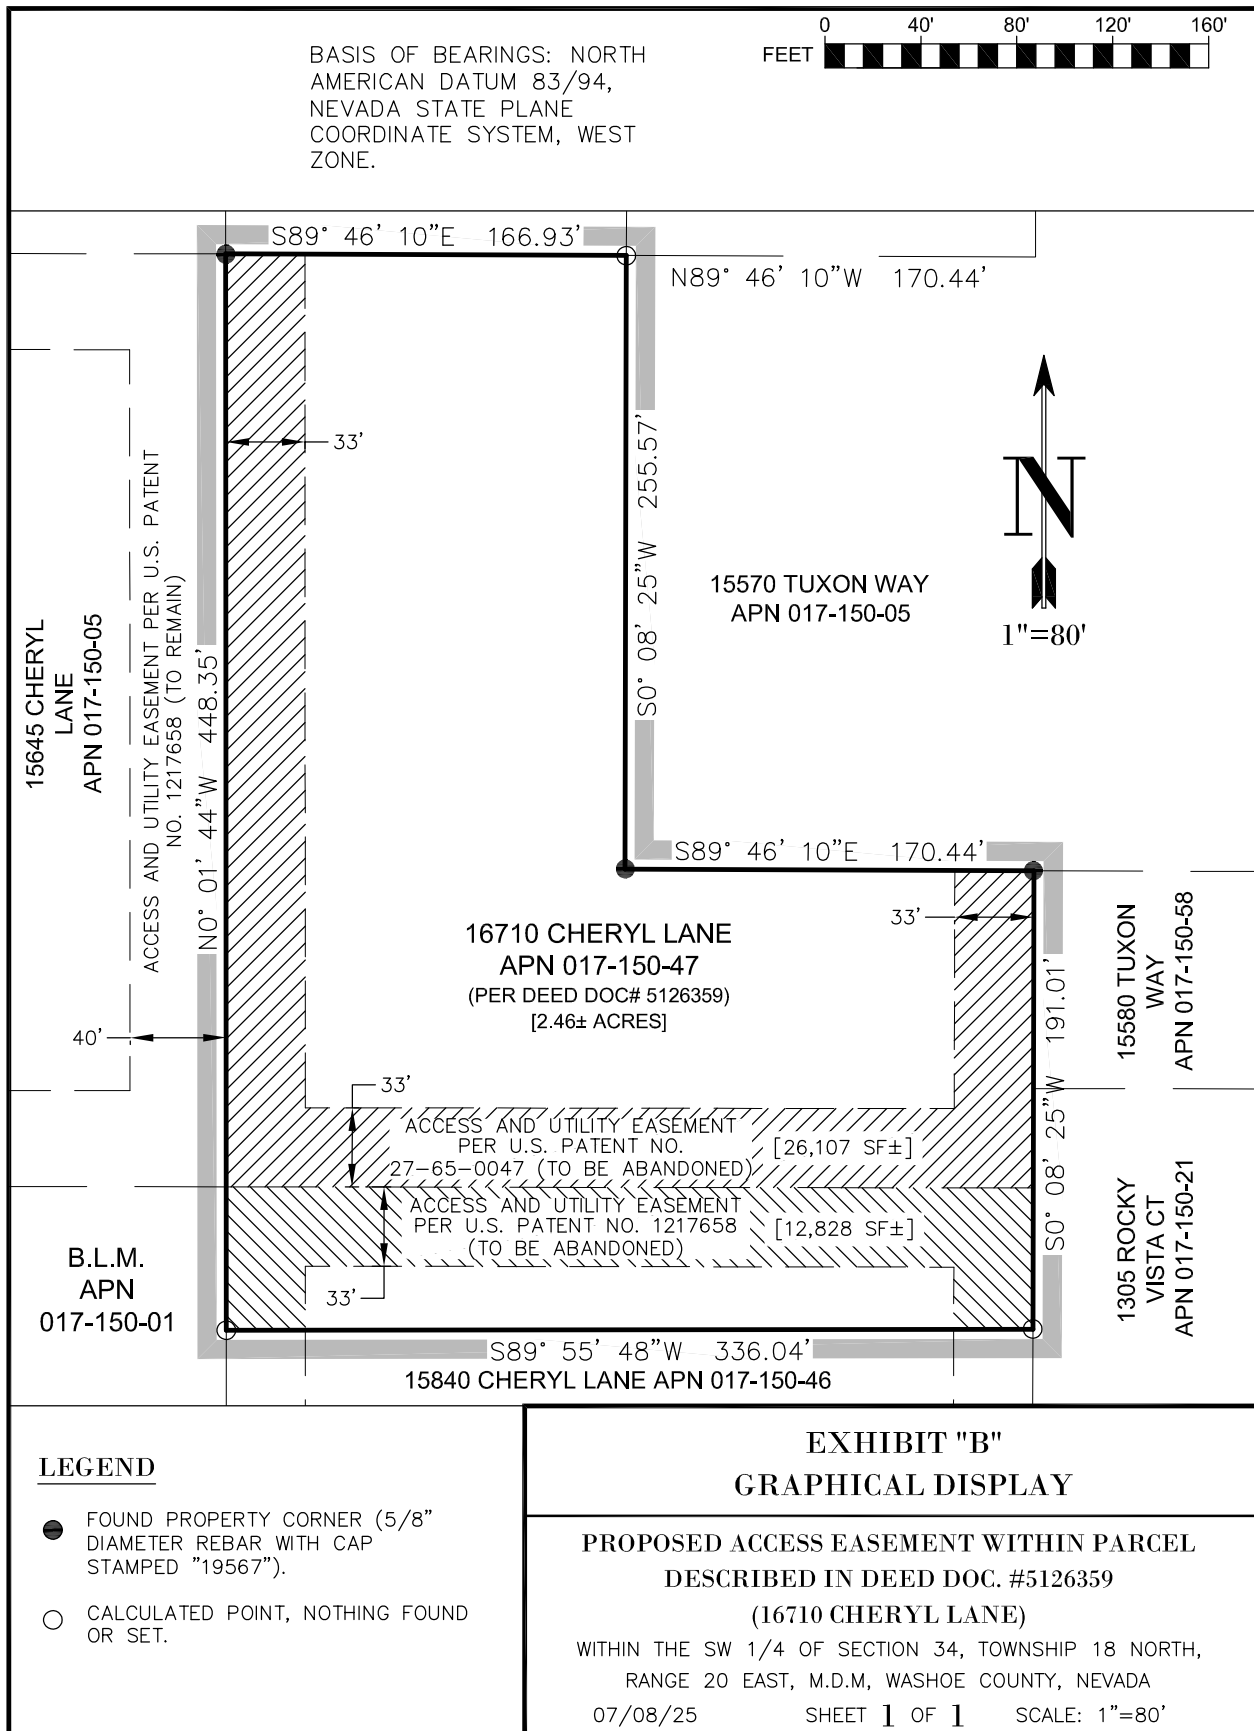 BASIS OF BEARINGS: NORTH
AMERICAN DATUM 83/94,
NEVADA STATE PLANE
COORDINATE SYSTEM, WEST
ZONE.
0 40' 80' 120' 160'
FEET
S89° 46' 10"E 166.93'
N89° 46' 10"W 170.44'
33'
S0° 08' 25"W 255.57'
N
1"=80'
15570 TUXON WAY
APN 017-150-05
15645 CHERYL
LANE
APN 017-150-05
ACCESS AND UTILITY EASEMENT PER U.S. PATENT
NO. 1217658 (TO REMAIN)
N0° 01' 44"W 448.35'
S89° 46' 10"E 170.44'
33'
16710 CHERYL LANE
APN 017-150-47
(PER DEED DOC# 5126359)
[2.46± ACRES]
15580 TUXON
WAY
APN 017-150-58
S0° 08' 25"W 191.01'
40'
33'
ACCESS AND UTILITY EASEMENT
PER U.S. PATENT NO.
27-65-0047 (TO BE ABANDONED)
[26,107 SF±]
ACCESS AND UTILITY EASEMENT
PER U.S. PATENT NO. 1217658
(TO BE ABANDONED)
[12,828 SF±]
33'
B.L.M.
APN
017-150-01
1305 ROCKY
VISTA CT
APN 017-150-21
S89° 55' 48"W 336.04'
15840 CHERYL LANE APN 017-150-46
LEGEND
FOUND PROPERTY CORNER (5/8"
DIAMETER REBAR WITH CAP
STAMPED "19567").
CALCULATED POINT, NOTHING FOUND
OR SET.
EXHIBIT "B"
GRAPHICAL DISPLAY
PROPOSED ACCESS EASEMENT WITHIN PARCEL
DESCRIBED IN DEED DOC. #5126359
(16710 CHERYL LANE)
WITHIN THE SW 1/4 OF SECTION 34, TOWNSHIP 18 NORTH,
RANGE 20 EAST, M.D.M, WASHOE COUNTY, NEVADA
07/08/25 SHEET 1 OF 1 SCALE: 1"=80'